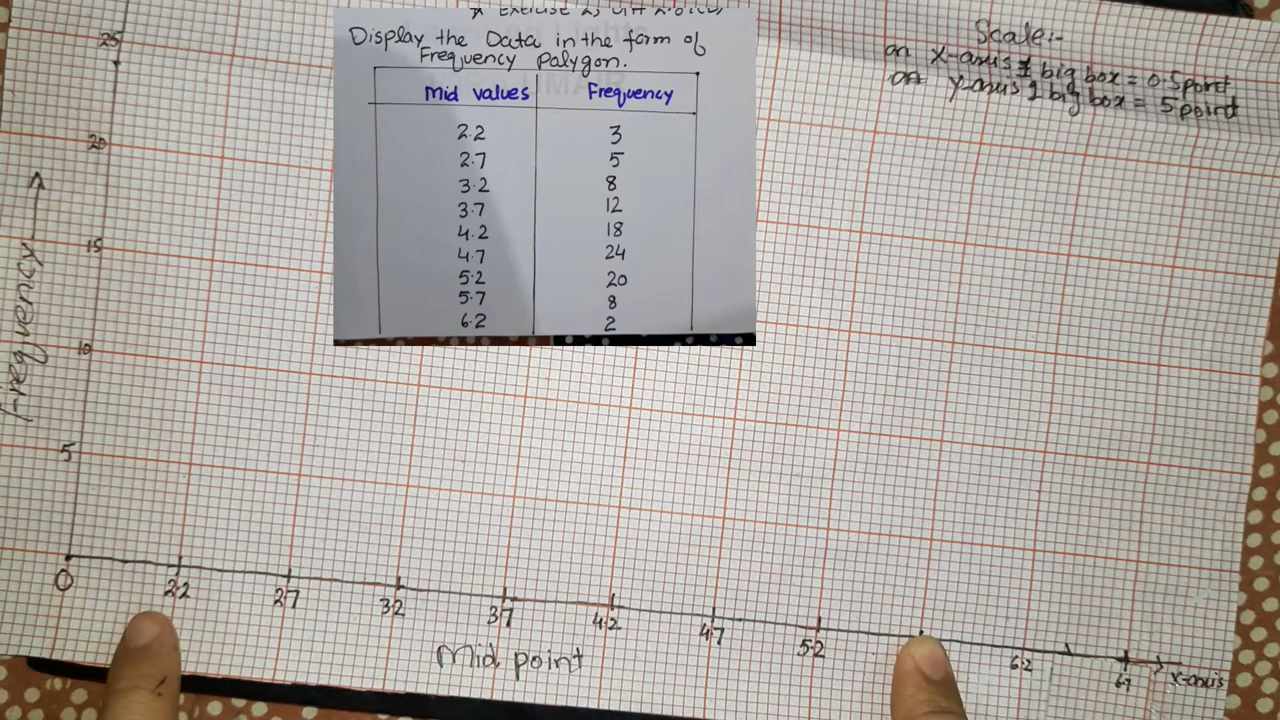 Display the Data in the form of
Frequency Polygon.
Mid values Frequency
2.2 3
2.7 5
3.2 8
3.7 12
4.2 18
4.7 24
5.2 20
5.7 8
6.2 2
Scale:-
on X-axis 1 big box = 0.5 point
on Y-axis 1 big box = 5 point
25
20
15
10
5
Frequency
0 2.2 2.7 3.2 3.7 4.2 4.7 5.2 6.2 6.7 X-axis
Mid point